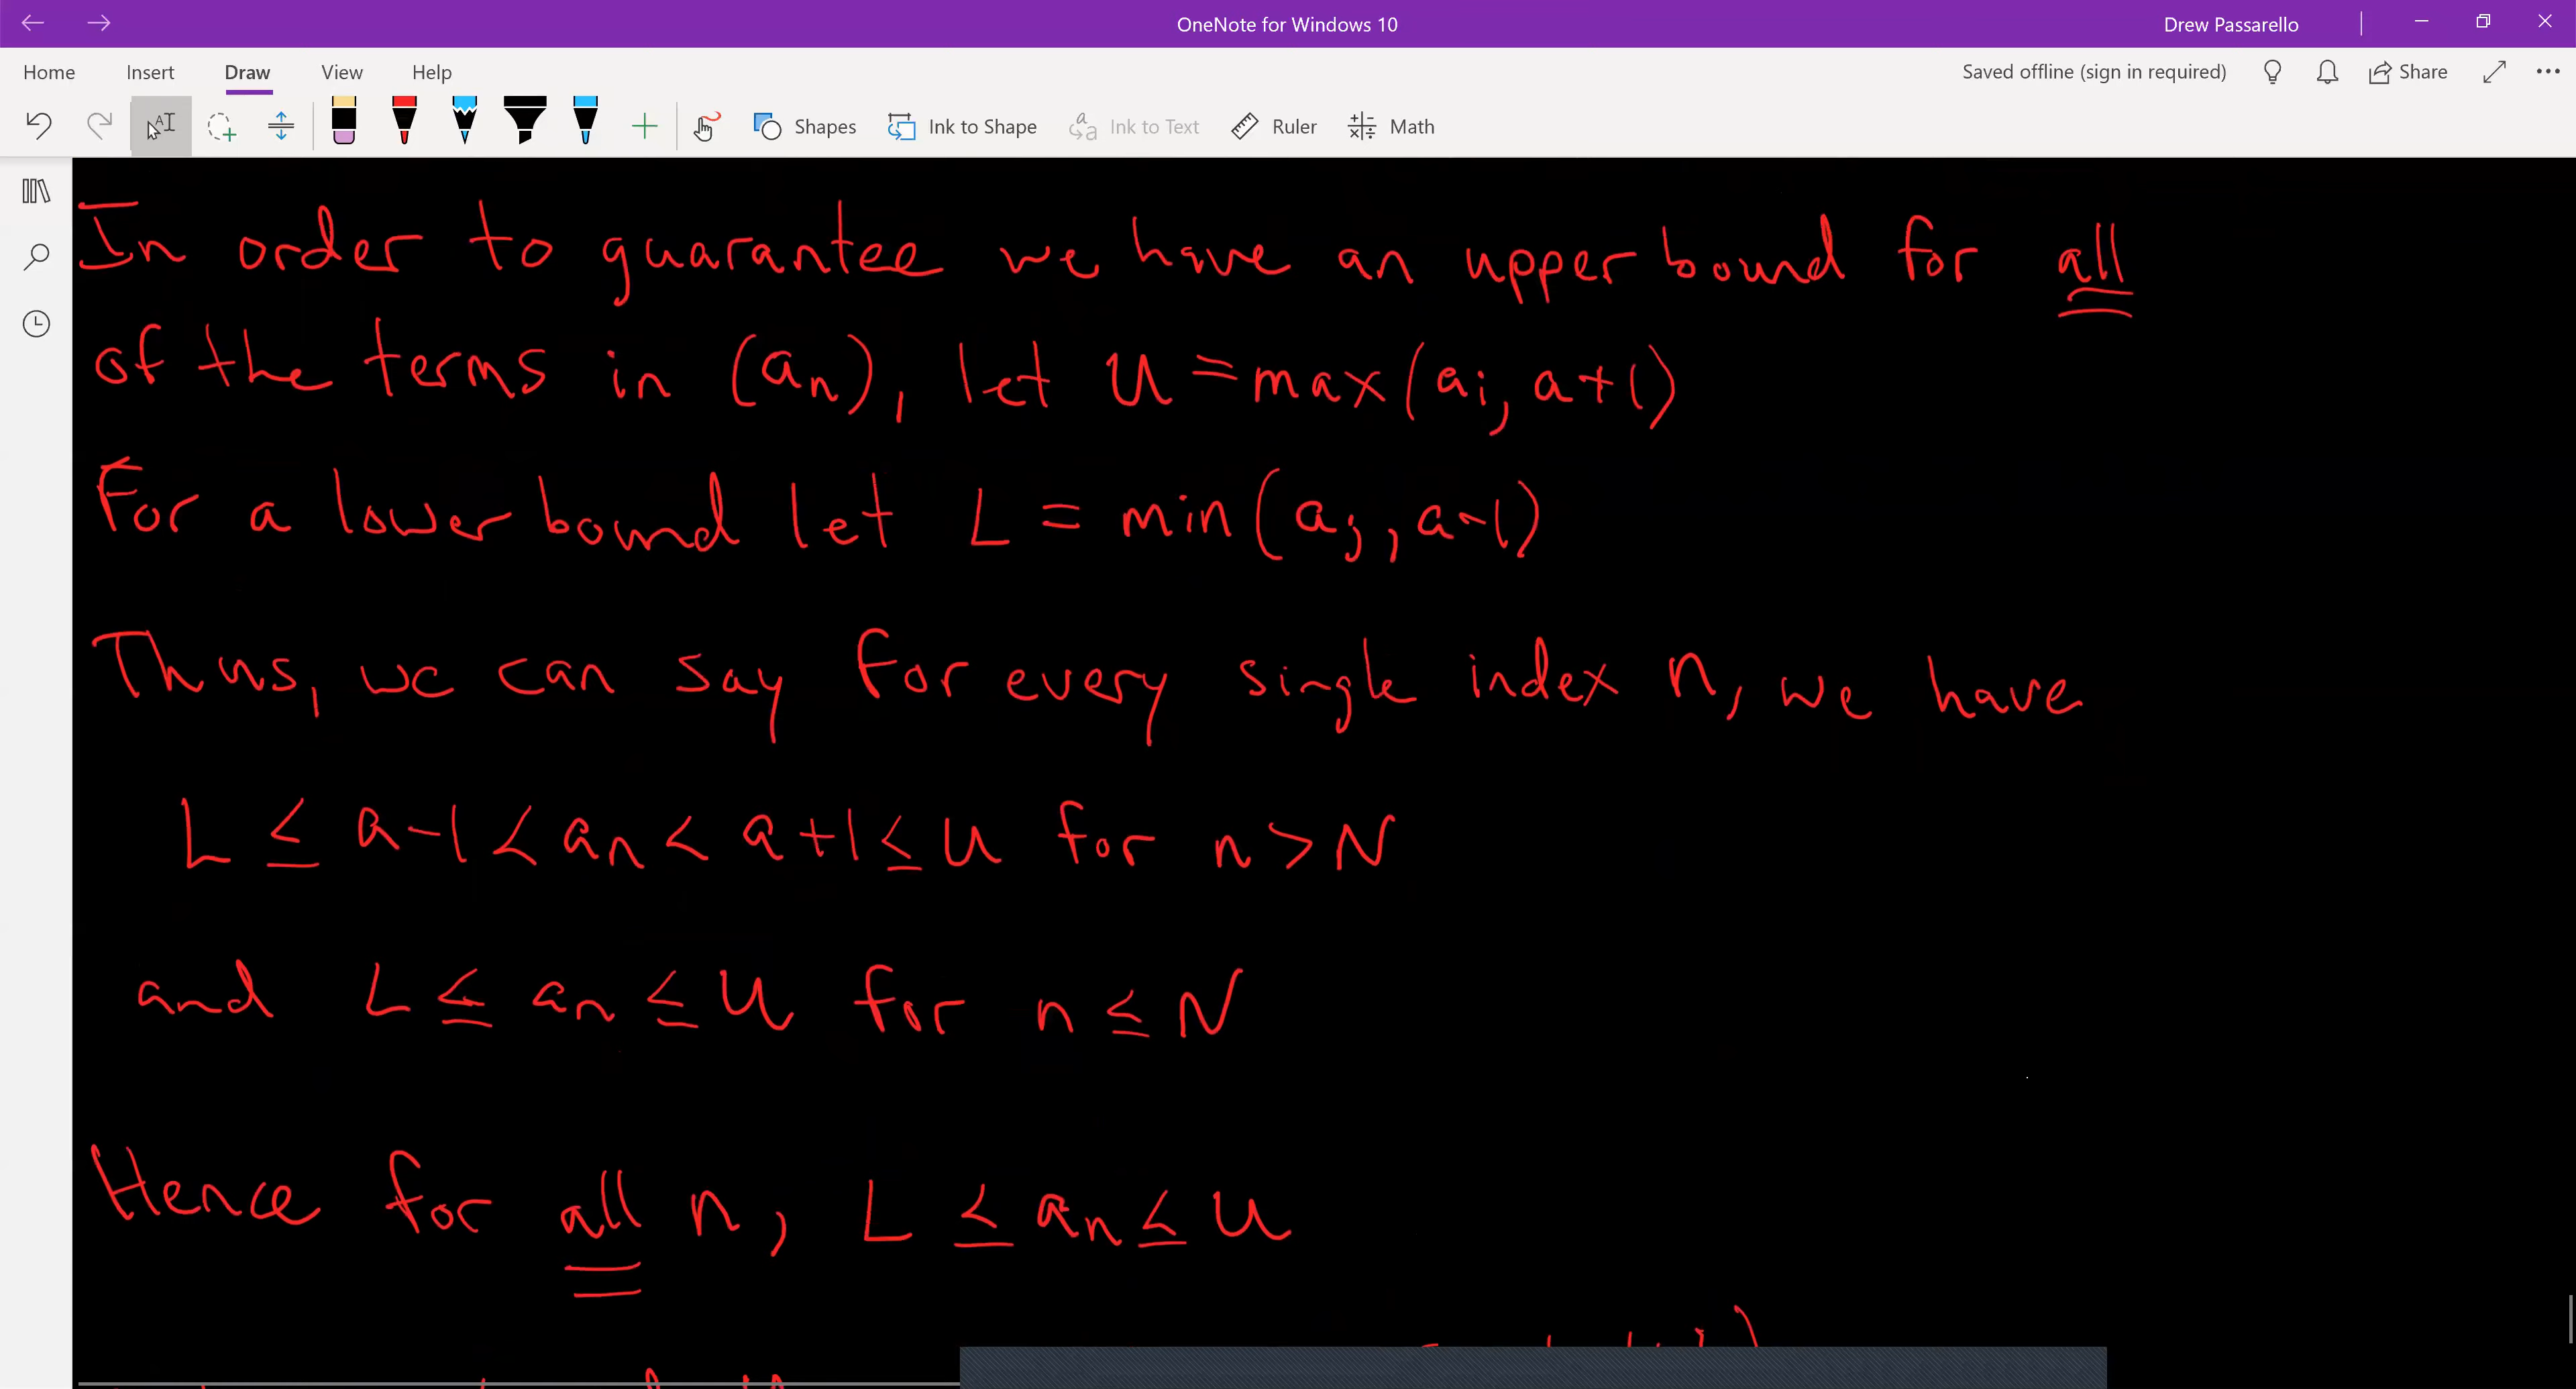 OneNote for Windows 10
Drew Passarello
Home Insert Draw View Help
Saved offline (sign in required) Share
Shapes Ink to Shape Ink to Text Ruler Math
In order to guarantee we have an upper bound for all
of the terms in (aₙ), let U = max(aᵢ, a+1)
For a lower bound let L = min(aⱼ, a-1)
Thus, we can say for every single index n, we have
L ≤ a-1 < aₙ < a+1 ≤ U for n > N
and L ≤ aₙ ≤ U for n ≤ N
Hence for all n, L ≤ aₙ ≤ U